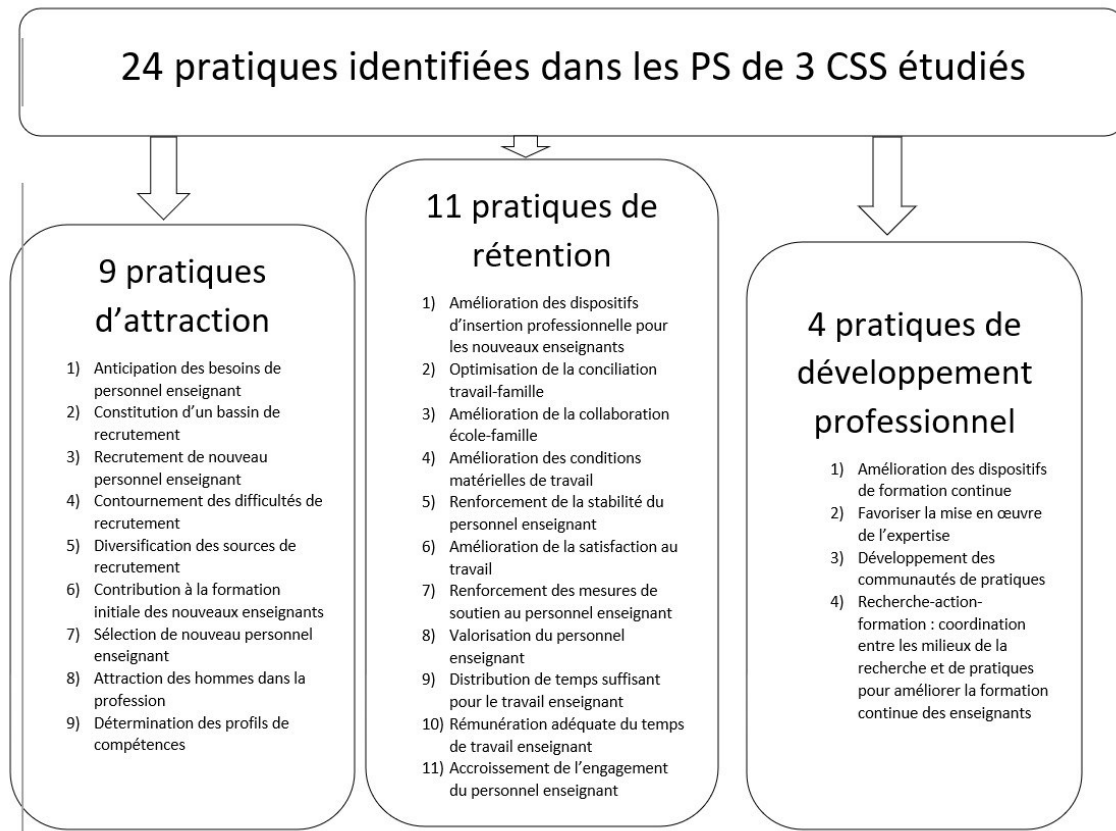 24 pratiques identifiées dans les PS de 3 CSS étudiés
9 pratiques
d’attraction
1) Anticipation des besoins de
personnel enseignant
2) Constitution d’un bassin de
recrutement
3) Recrutement de nouveau
personnel enseignant
4) Contournement des difficultés de
recrutement
5) Diversification des sources de
recrutement
6) Contribution à la formation
initiale des nouveaux enseignants
7) Sélection de nouveau personnel
enseignant
8) Attraction des hommes dans la
profession
9) Détermination des profils de
compétences
11 pratiques de
rétention
1) Amélioration des dispositifs
d’insertion professionnelle pour
les nouveaux enseignants
2) Optimisation de la conciliation
travail-famille
3) Amélioration de la collaboration
école-famille
4) Amélioration des conditions
matérielles de travail
5) Renforcement de la stabilité du
personnel enseignant
6) Amélioration de la satisfaction au
travail
7) Renforcement des mesures de
soutien au personnel enseignant
8) Valorisation du personnel
enseignant
9) Distribution de temps suffisant
pour le travail enseignant
10) Rémunération adéquate du temps
de travail enseignant
11) Accroissement de l’engagement
du personnel enseignant
4 pratiques de
développement
professionnel
1) Amélioration des dispositifs
de formation continue
2) Favoriser la mise en œuvre
de l’expertise
3) Développement des
communautés de pratiques
4) Recherche-action-
formation : coordination
entre les milieux de la
recherche et de pratiques
pour améliorer la formation
continue des enseignants